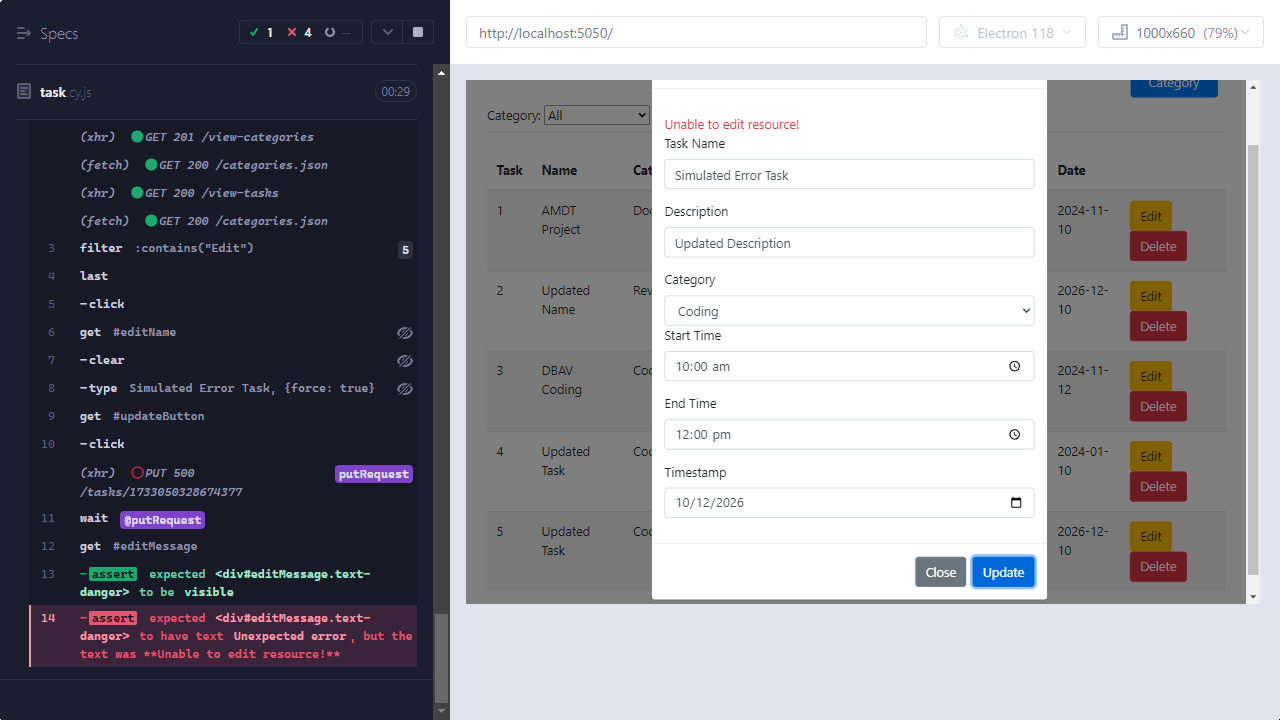 Specs
1
4
--
task.cy.js
00:29
(xhr) GET 201 /view-categories
(fetch) GET 200 /categories.json
(xhr) GET 200 /view-tasks
(fetch) GET 200 /categories.json
3 filter :contains("Edit") 5
4 last
5 -click
6 get #editName
7 -clear
8 -type Simulated Error Task, {force: true}
9 get #updateButton
10 -click
(xhr) PUT 500 putRequest
/tasks/1733050328674377
11 wait @putRequest
12 get #editMessage
13 -assert expected <div#editMessage.text-
danger> to be visible
14 -assert expected <div#editMessage.text-
danger> to have text Unexpected error, but the
text was **Unable to edit resource!**
http://localhost:5050/
Electron 118
1000x660 (79%)
Category
Category: All
Task Name Cat Date
1 AMDT Doc 2024-11- Edit
Project 10 Delete
2 Updated Rev 2026-12- Edit
Name 10 Delete
3 DBAV Coc 2024-11- Edit
Coding 12 Delete
4 Updated Coc 2024-01- Edit
Task 10 Delete
5 Updated Coc 2026-12- Edit
Task 10 Delete
Unable to edit resource!
Task Name
Simulated Error Task
Description
Updated Description
Category
Coding
Start Time
10:00 am
End Time
12:00 pm
Timestamp
10/12/2026
Close
Update